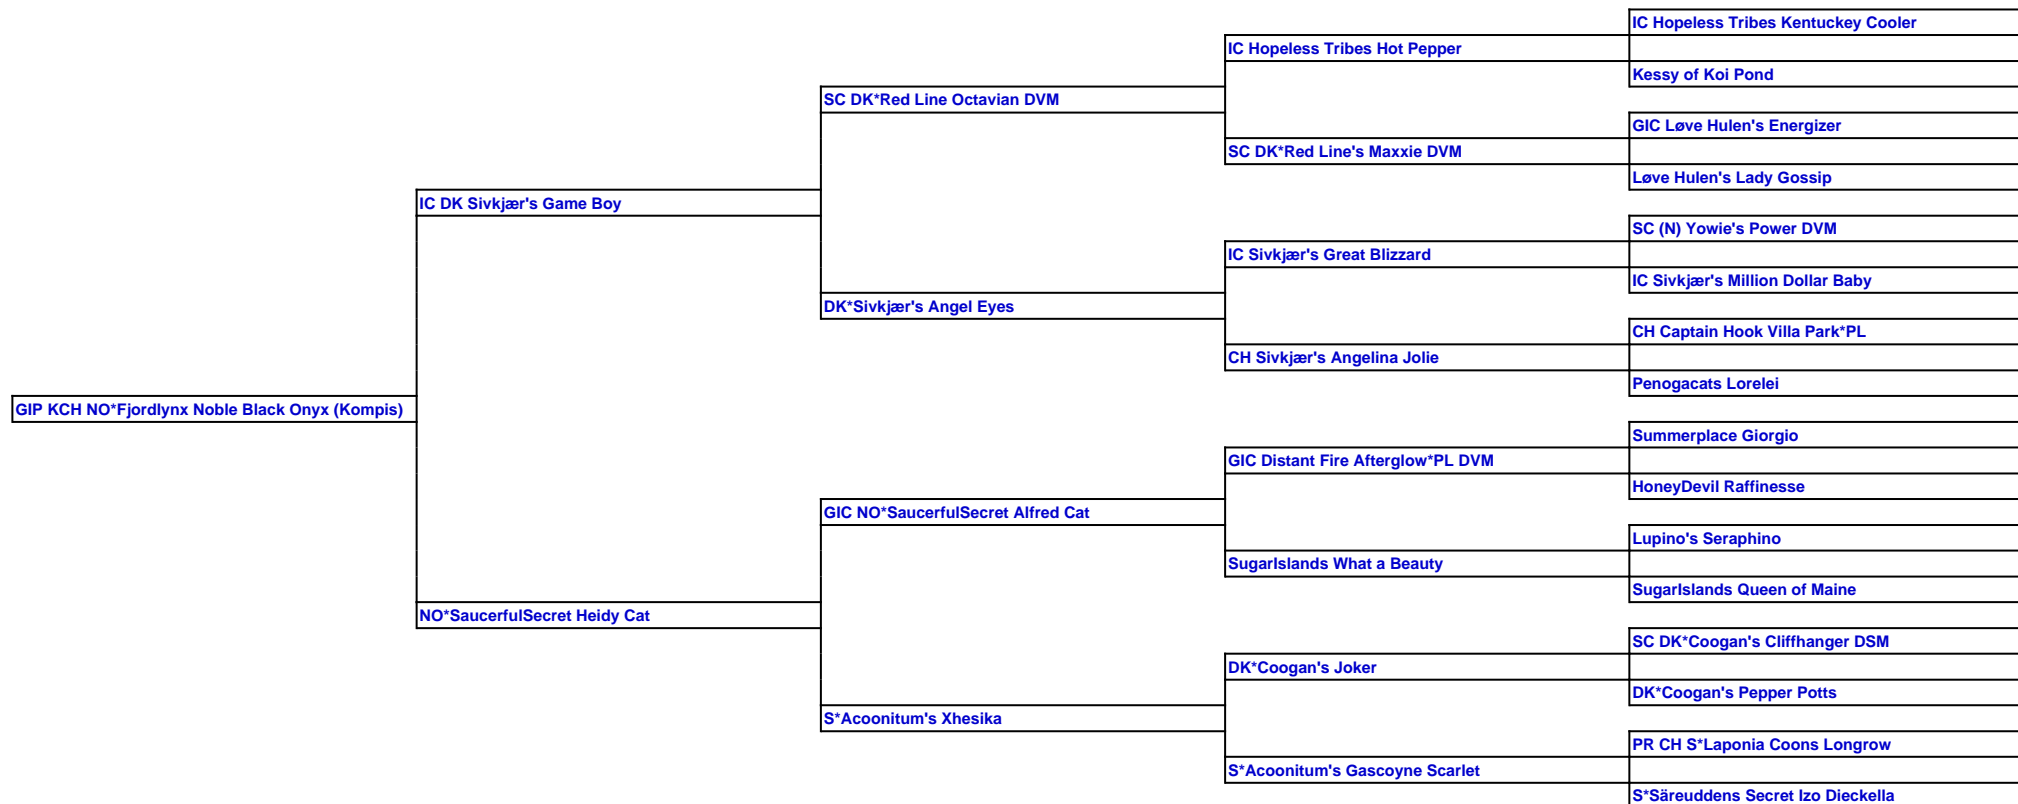 IC Hopeless Tribes Kentuckey Cooler
IC Hopeless Tribes Hot Pepper
Kessy of Koi Pond
SC DK*Red Line Octavian DVM
GIC Løve Hulen's Energizer
SC DK*Red Line's Maxxie DVM
Løve Hulen's Lady Gossip
IC DK Sivkjær's Game Boy
SC (N) Yowie's Power DVM
IC Sivkjær's Great Blizzard
IC Sivkjær's Million Dollar Baby
DK*Sivkjær's Angel Eyes
CH Captain Hook Villa Park*PL
CH Sivkjær's Angelina Jolie
Penogacats Lorelei
GIP KCH NO*Fjordlynx Noble Black Onyx (Kompis)
Summerplace Giorgio
GIC Distant Fire Afterglow*PL DVM
HoneyDevil Raffinesse
GIC NO*SaucerfulSecret Alfred Cat
Lupino's Seraphino
SugarIslands What a Beauty
SugarIslands Queen of Maine
NO*SaucerfulSecret Heidy Cat
SC DK*Coogan's Cliffhanger DSM
DK*Coogan's Joker
DK*Coogan's Pepper Potts
S*Acoonitum's Xhesika
PR CH S*Laponia Coons Longrow
S*Acoonitum's Gascoyne Scarlet
S*Säreuddens Secret Izo Dieckella